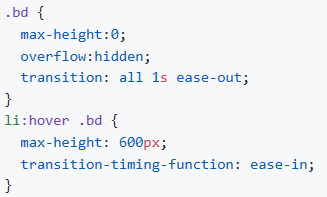 .bd {
max-height:0;
overflow:hidden;
transition: all 1s ease-out;
}
li:hover .bd {
max-height: 600px;
transition-timing-function: ease-in;
}